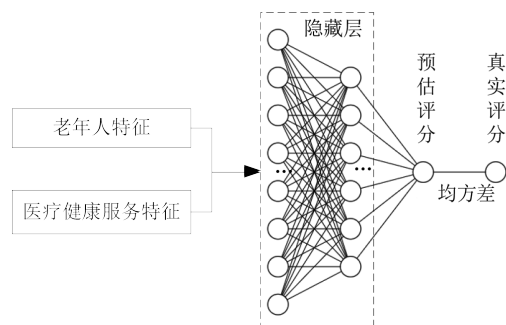 隐藏层
预估评分
真实评分
老年人特征
医疗健康服务特征
...
...
均方差